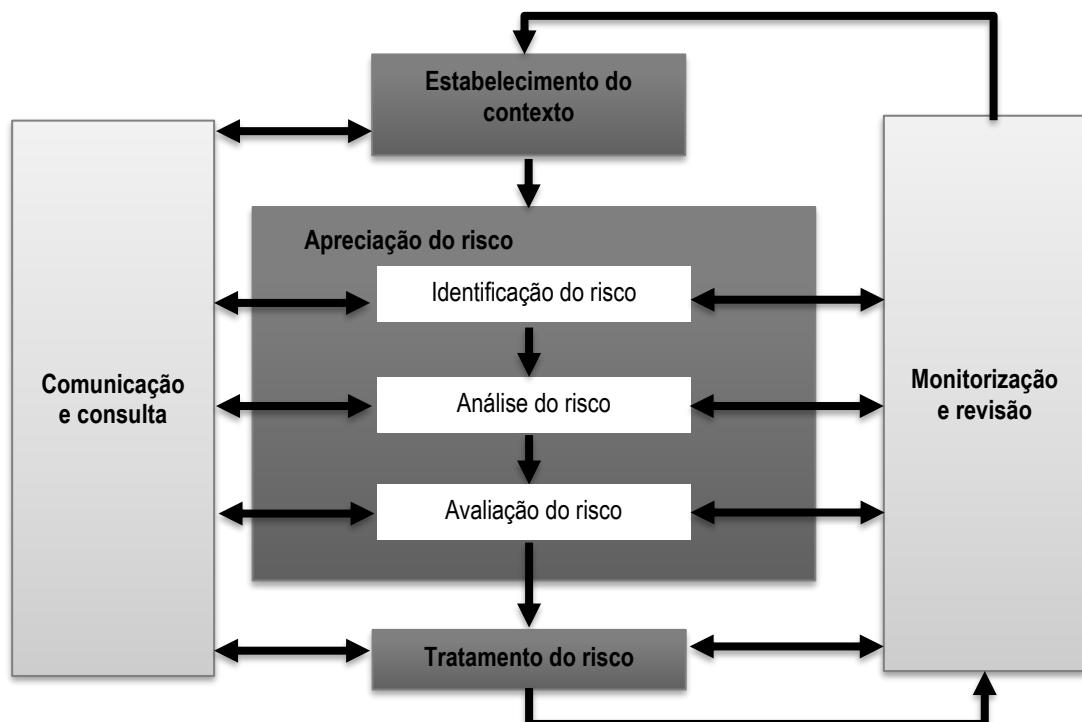 Estabelecimento do
contexto
Apreciação do risco
Identificação do risco
Comunicação
e consulta
Análise do risco
Monitorização
e revisão
Avaliação do risco
Tratamento do risco